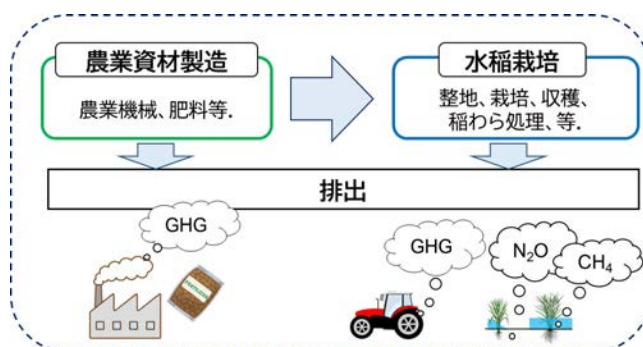 農業資材製造
農業機械、肥料等.
水稲栽培
整地、栽培、収穫、
稲わら処理、等.
排出
GHG
FERTILIZER
GHG
N₂O
CH₄